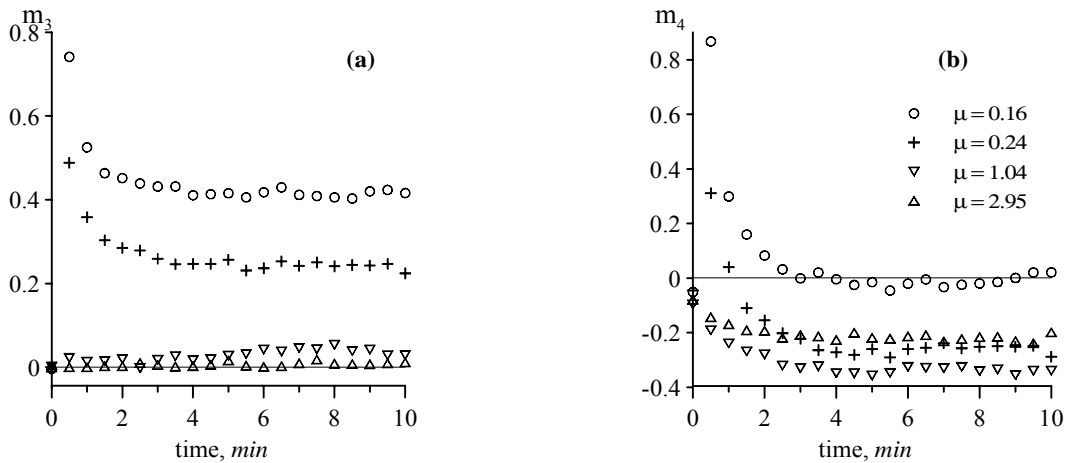 m3
(a)
0.8
0.6
0.4
0.2
0
0 2 4 6 8 10
time, min
m4
(b)
0.8
0.6
0.4
0.2
0
-0.2
-0.4
μ = 0.16
μ = 0.24
μ = 1.04
μ = 2.95
0 2 4 6 8 10
time, min